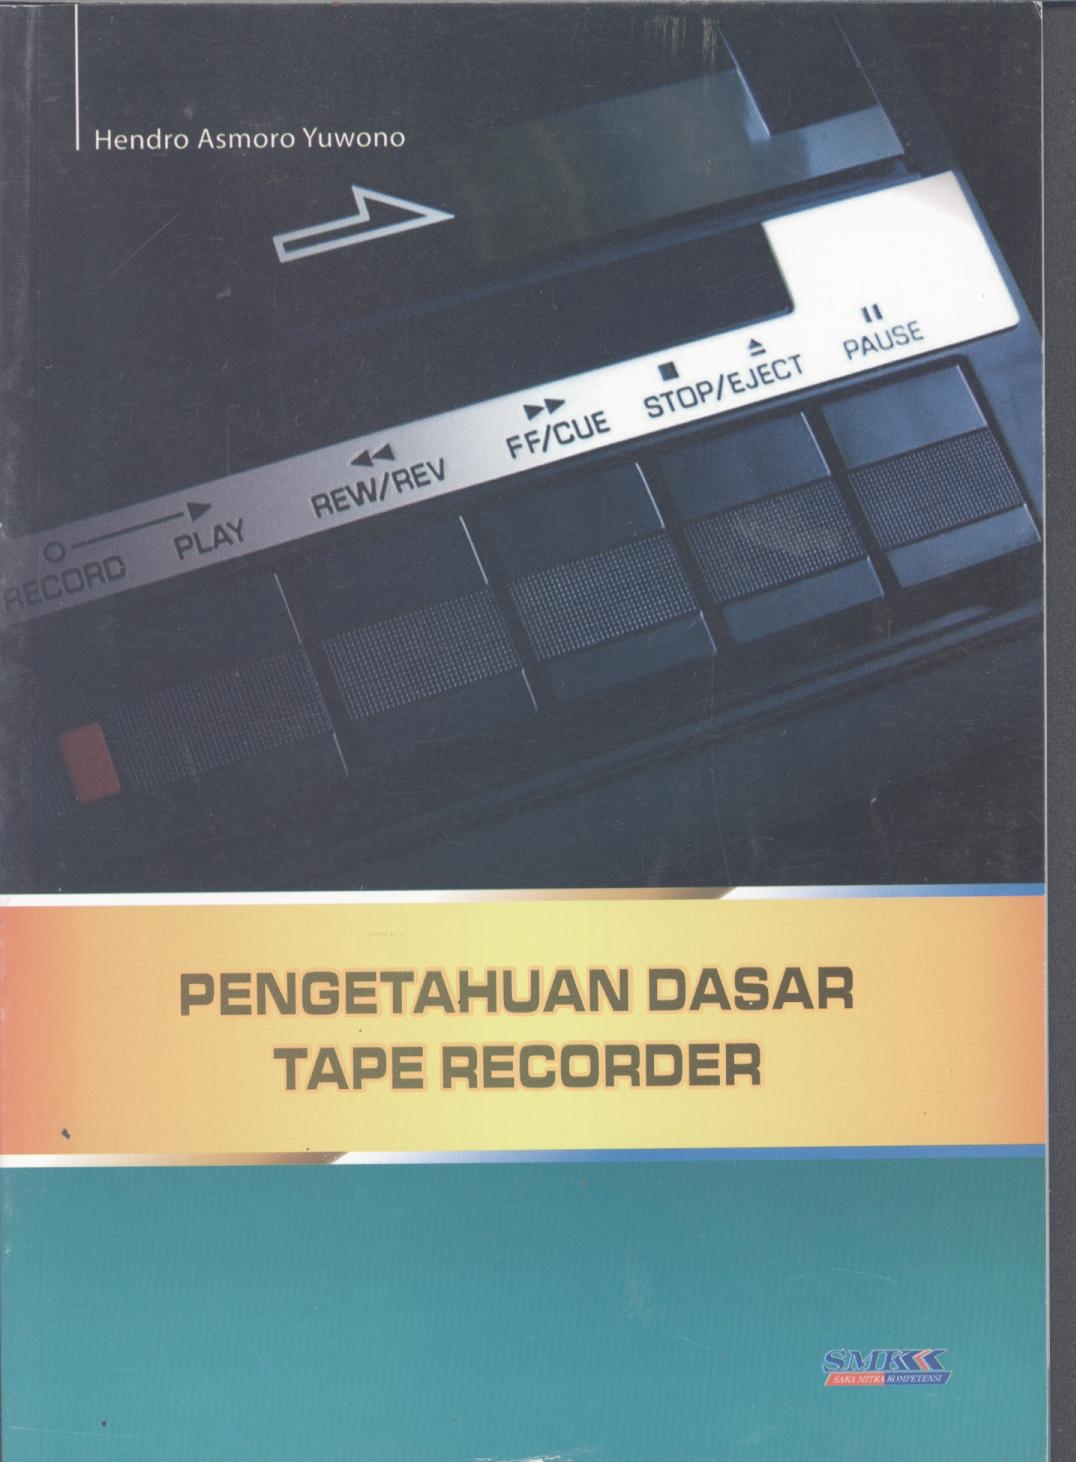 Hendro Asmoro Yuwono
RECORD
PLAY
REW/REV
FF/CUE
STOP/EJECT
PAUSE
PENGETAHUAN DASAR
TAPE RECORDER
SMK
SAKA MITRA KOMPETENSI